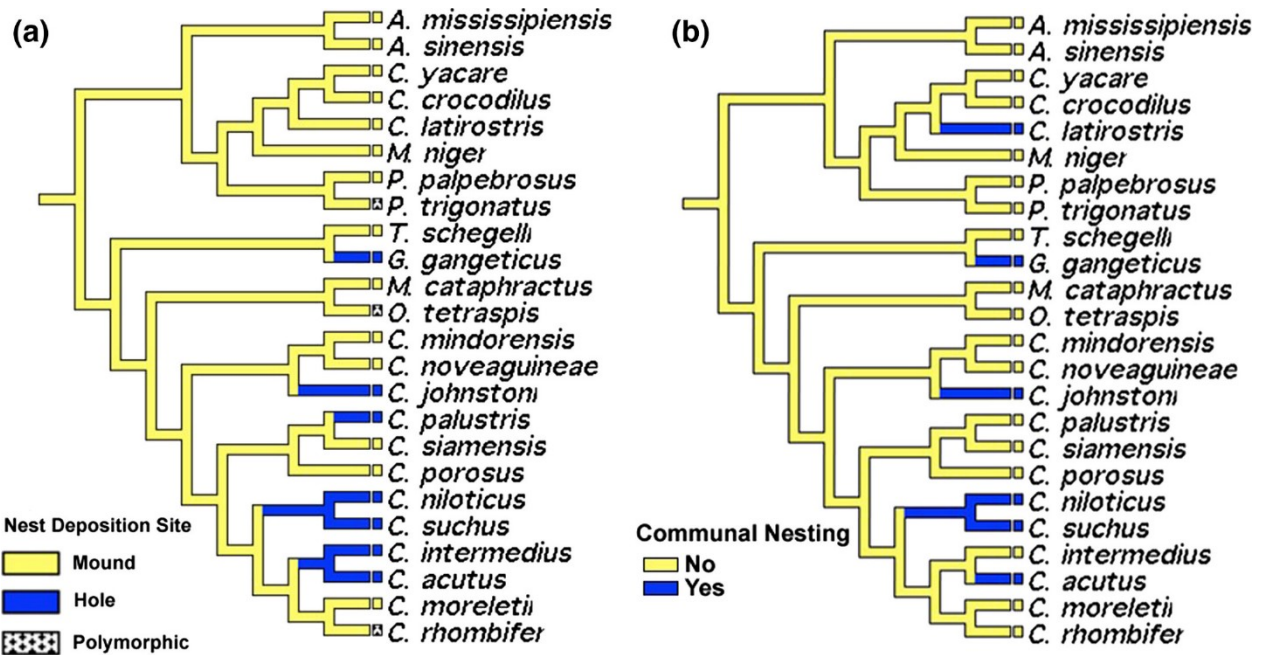 (a)
A. mississipiensis
A. sinensis
C. yacare
C. crocodilus
C. latirostris
M. niger
P. palpebrosus
P. trigonatus
T. schegelli
G. gangeticus
M. cataphractus
O. tetraspis
C. mindorensis
C. noveaguineae
C. johnstoni
C. palustris
C. siamensis
C. porosus
C. niloticus
C. suchus
C. intermedius
C. acutus
C. moreletii
C. rhombifer
Nest Deposition Site
Mound
Hole
Polymorphic
(b)
A. mississipiensis
A. sinensis
C. yacare
C. crocodilus
C. latirostris
M. niger
P. palpebrosus
P. trigonatus
T. schegelli
G. gangeticus
M. cataphractus
O. tetraspis
C. mindorensis
C. noveaguineae
C. johnstoni
C. palustris
C. siamensis
C. porosus
C. niloticus
C. suchus
C. intermedius
C. acutus
C. moreletii
C. rhombifer
Communal Nesting
No
Yes